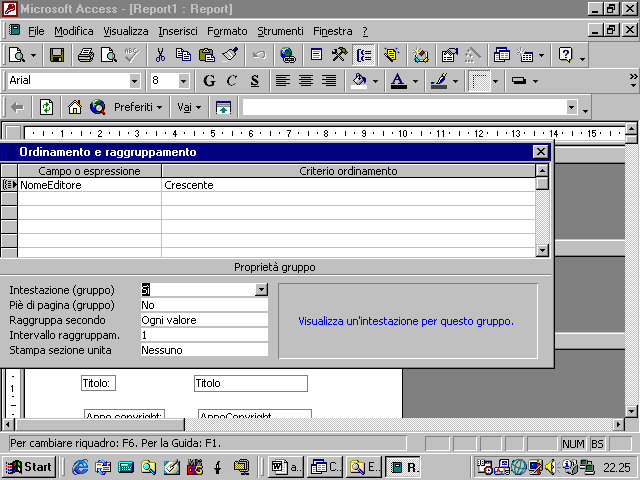 Microsoft Access - [Report1 : Report]
File Modifica Visualizza Inserisci Formato Strumenti Finestra ?
Arial 8 G C S
Preferiti Vai
1 2 3 4 5 6 7 8 9 10 11 12 13 14 15
Ordinamento e raggruppamento
Campo o espressione Criterio ordinamento
NomeEditore Crescente
Proprietà gruppo
Intestazione (gruppo) Sì
Piè di pagina (gruppo) No
Raggruppa secondo Ogni valore
Intervallo raggruppam. 1
Stampa sezione unita Nessuno
Visualizza un'intestazione per questo gruppo.
1
Titolo: Titolo
Anno copyright: AnnoCopyright
Per cambiare riquadro: F6. Per la Guida: F1.
NUM BS
Start a.. C.. E.. R. 22.25